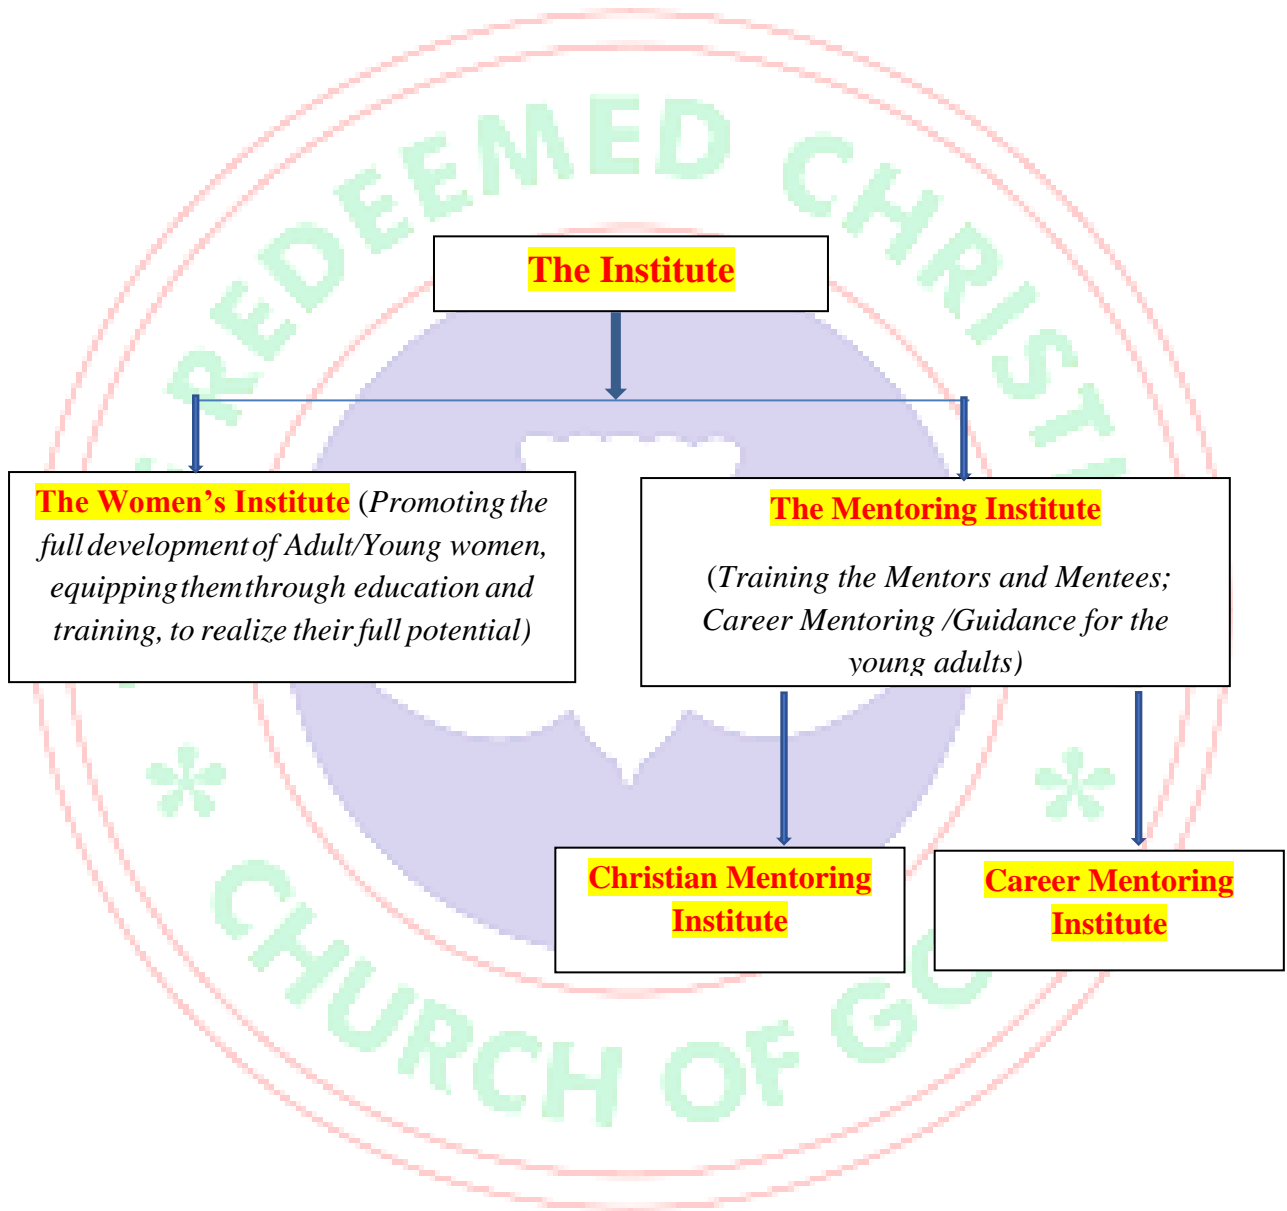 REDEEMED CHRIST
The Institute
The Women’s Institute (Promoting the
full development of Adult/Young women,
equipping them through education and
training, to realize their full potential)
The Mentoring Institute
(Training the Mentors and Mentees;
Career Mentoring /Guidance for the
young adults)
Christian Mentoring
Institute
Career Mentoring
Institute
* CHURCH OF GO *